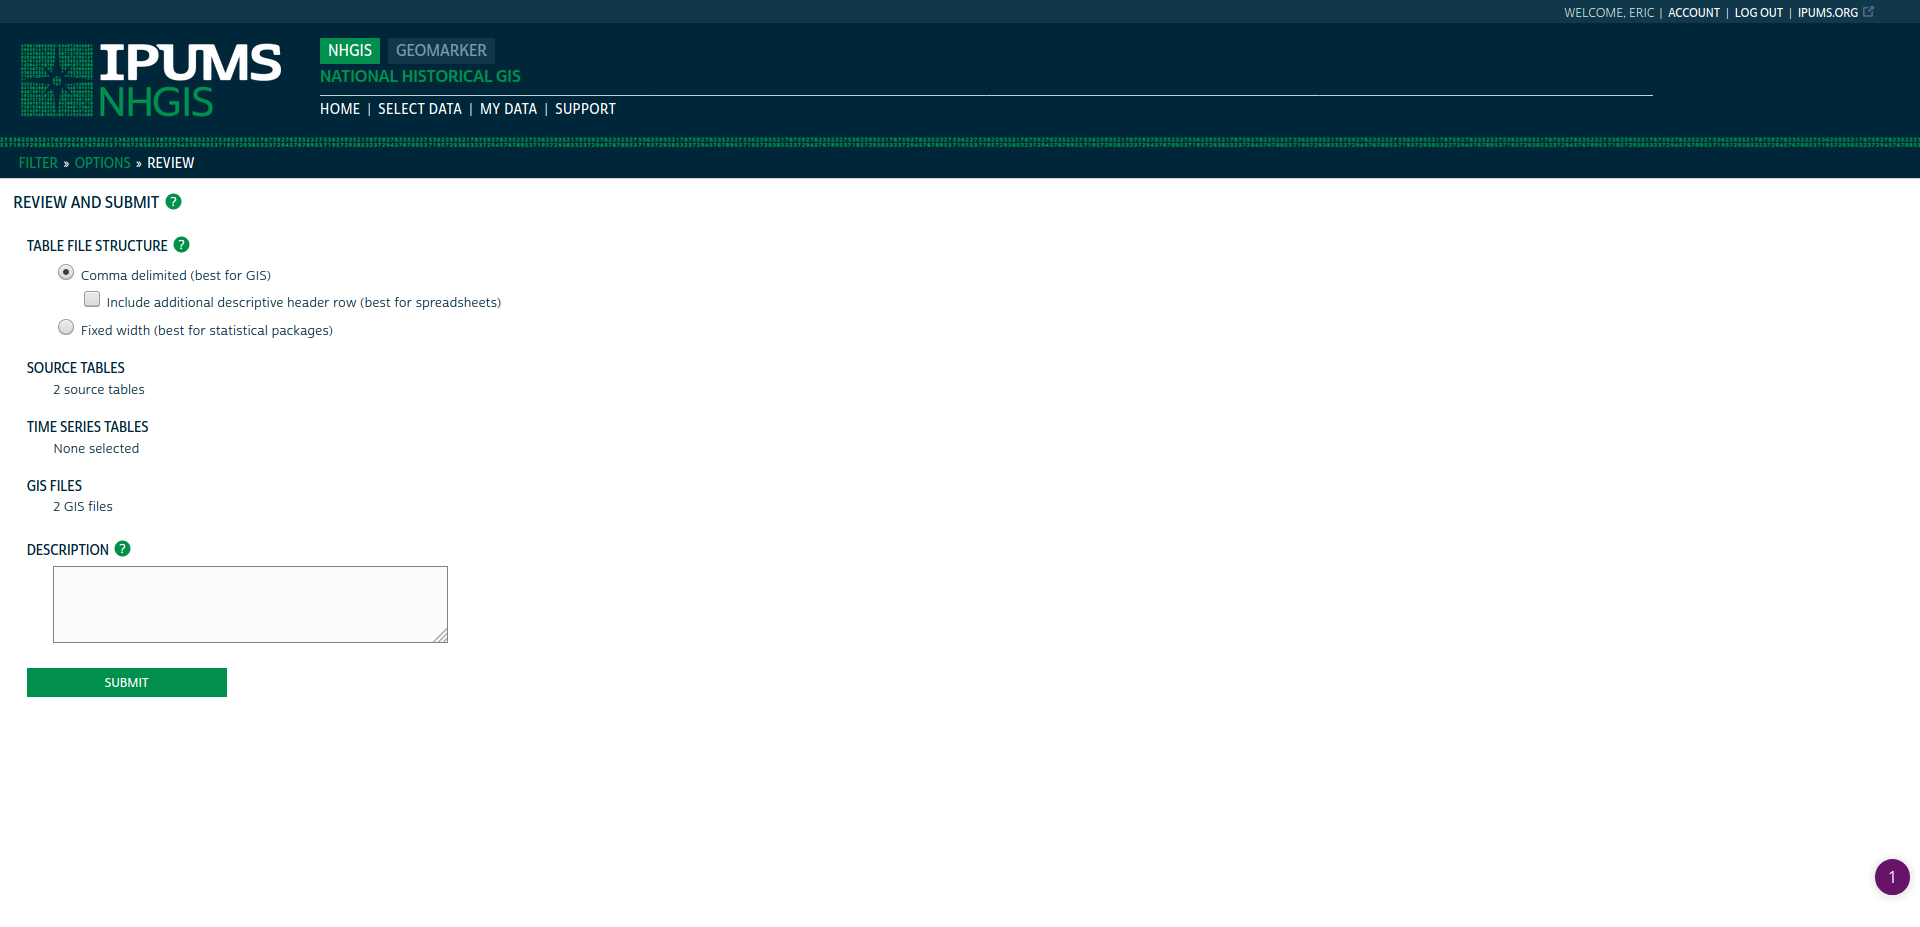 WELCOME, ERIC | ACCOUNT | LOG OUT | IPUMS.ORG
IPUMS
NHGIS
NHGIS GEOMARKER
NATIONAL HISTORICAL GIS
HOME | SELECT DATA | MY DATA | SUPPORT
FILTER » OPTIONS » REVIEW
REVIEW AND SUBMIT ?
TABLE FILE STRUCTURE ?
Comma delimited (best for GIS)
Include additional descriptive header row (best for spreadsheets)
Fixed width (best for statistical packages)
SOURCE TABLES
2 source tables
TIME SERIES TABLES
None selected
GIS FILES
2 GIS files
DESCRIPTION ?
SUBMIT
1